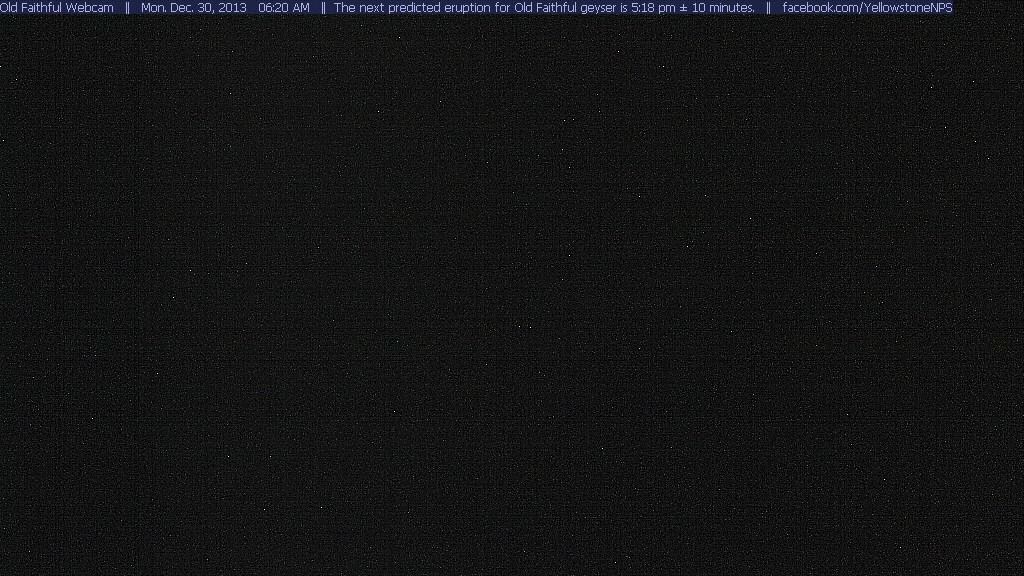 Old Faithful Webcam || Mon. Dec. 30, 2013 06:20 AM || The next predicted eruption for Old Faithful geyser is 5:18 pm ± 10 minutes. || facebook.com/YellowstoneNPS